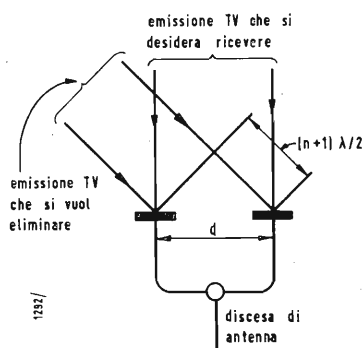 emissione TV che si
desidera ricevere
(n+1) λ/2
emissione TV
che si vuol
eliminare
d
1292/
discesa di
antenna